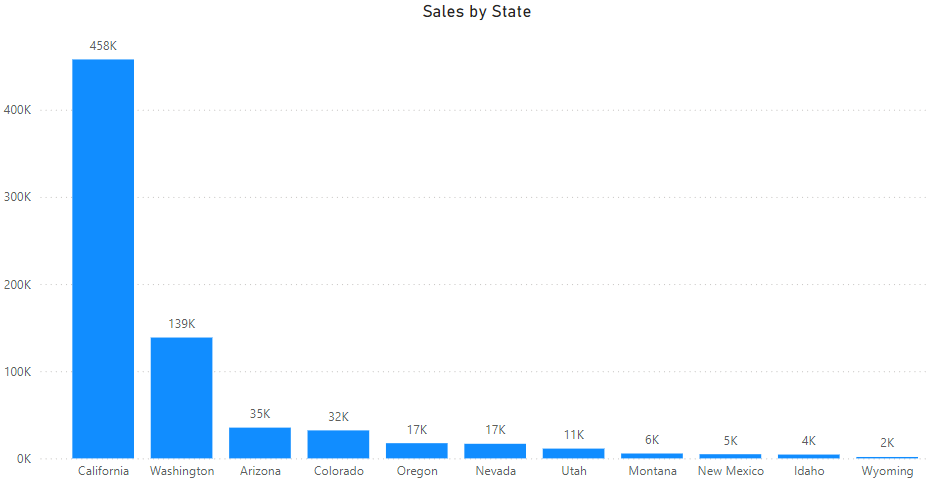 Sales by State
458K
400K
300K
200K
139K
100K
35K
32K
17K
17K
11K
6K
5K
4K
2K
0K
California Washington Arizona Colorado Oregon Nevada Utah Montana New Mexico Idaho Wyoming